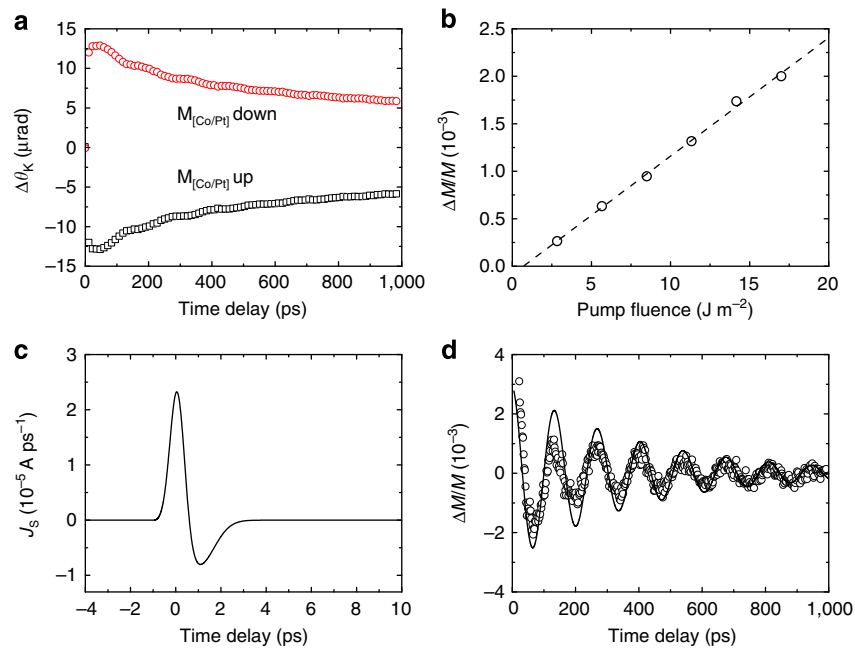 a
15
10
5
0
−5
−10
−15
Δθ_K (μrad)
M_[Co/Pt] down
M_[Co/Pt] up
0 200 400 600 800 1,000
Time delay (ps)
b
2.5
2.0
1.5
1.0
0.5
0.0
ΔM/M (10⁻³)
0 5 10 15 20
Pump fluence (J m⁻²)
c
3
2
1
0
−1
J_S (10⁻⁵ A ps⁻¹)
−4 −2 0 2 4 6 8 10
Time delay (ps)
d
4
2
0
−2
−4
ΔM/M (10⁻³)
0 200 400 600 800 1,000
Time delay (ps)